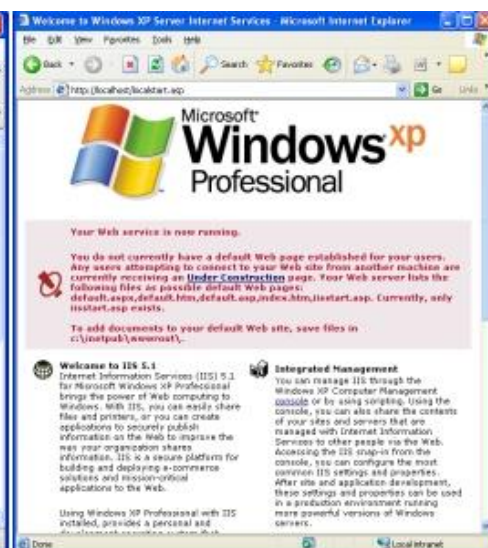 Welcome to Windows XP Server Internet Services - Microsoft Internet Explorer
File Edit View Favorites Tools Help
Back Search Favorites
Address http://localhost/localstart.asp Go Links
Microsoft
Windows xp
Professional
Your Web service is now running.
You do not currently have a default Web page established for your users.
Any users attempting to connect to your Web site from another machine are
currently receiving an Under Construction page. Your Web server lists the
following files as possible default Web pages:
default.aspx,default.htm,default.asp,index.htm,iisstart.asp. Currently, only
iisstart.asp exists.
To add documents to your default Web site, save files in
c:\inetpub\wwwroot\.
Welcome to IIS 5.1
Internet Information Services (IIS) 5.1
for Microsoft Windows XP Professional
brings the power of Web computing to
Windows. With IIS, you can easily share
files and printers, or you can create
applications to securely publish
information on the Web to improve the
way your organization shares
information. IIS is a secure platform for
building and deploying e-commerce
solutions and mission-critical
applications to the Web.
Using Windows XP Professional with IIS
installed, provides a personal and
development operating system that
Integrated Management
You can manage IIS through the
Windows XP Computer Management
console or by using scripting. Using the
console, you can also share the contents
of your sites and servers that are
managed with Internet Information
Services to other people via the Web.
Accessing the IIS snap-in from the
console, you can configure the most
common IIS settings and properties.
After site and application development,
these settings and properties can be used
in a production environment running
more powerful versions of Windows
servers.
Done Local intranet